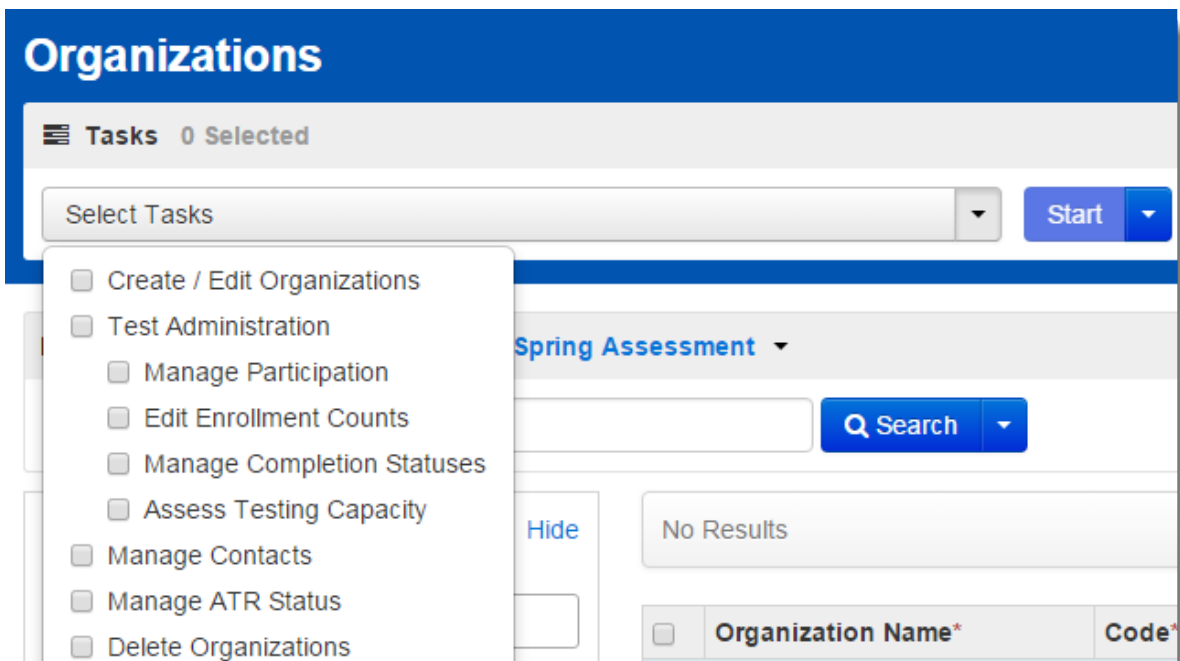 Organizations
Tasks 0 Selected
Select Tasks
Start
Create / Edit Organizations
Test Administration
Manage Participation
Edit Enrollment Counts
Manage Completion Statuses
Assess Testing Capacity
Manage Contacts
Manage ATR Status
Delete Organizations
Spring Assessment
Search
Hide
No Results
Organization Name* Code*